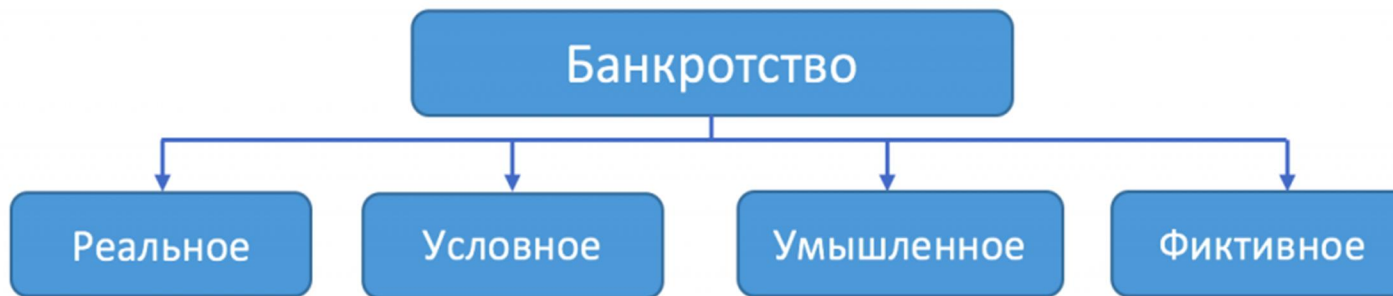 Банкротство
Реальное
Условное
Умышленное
Фиктивное